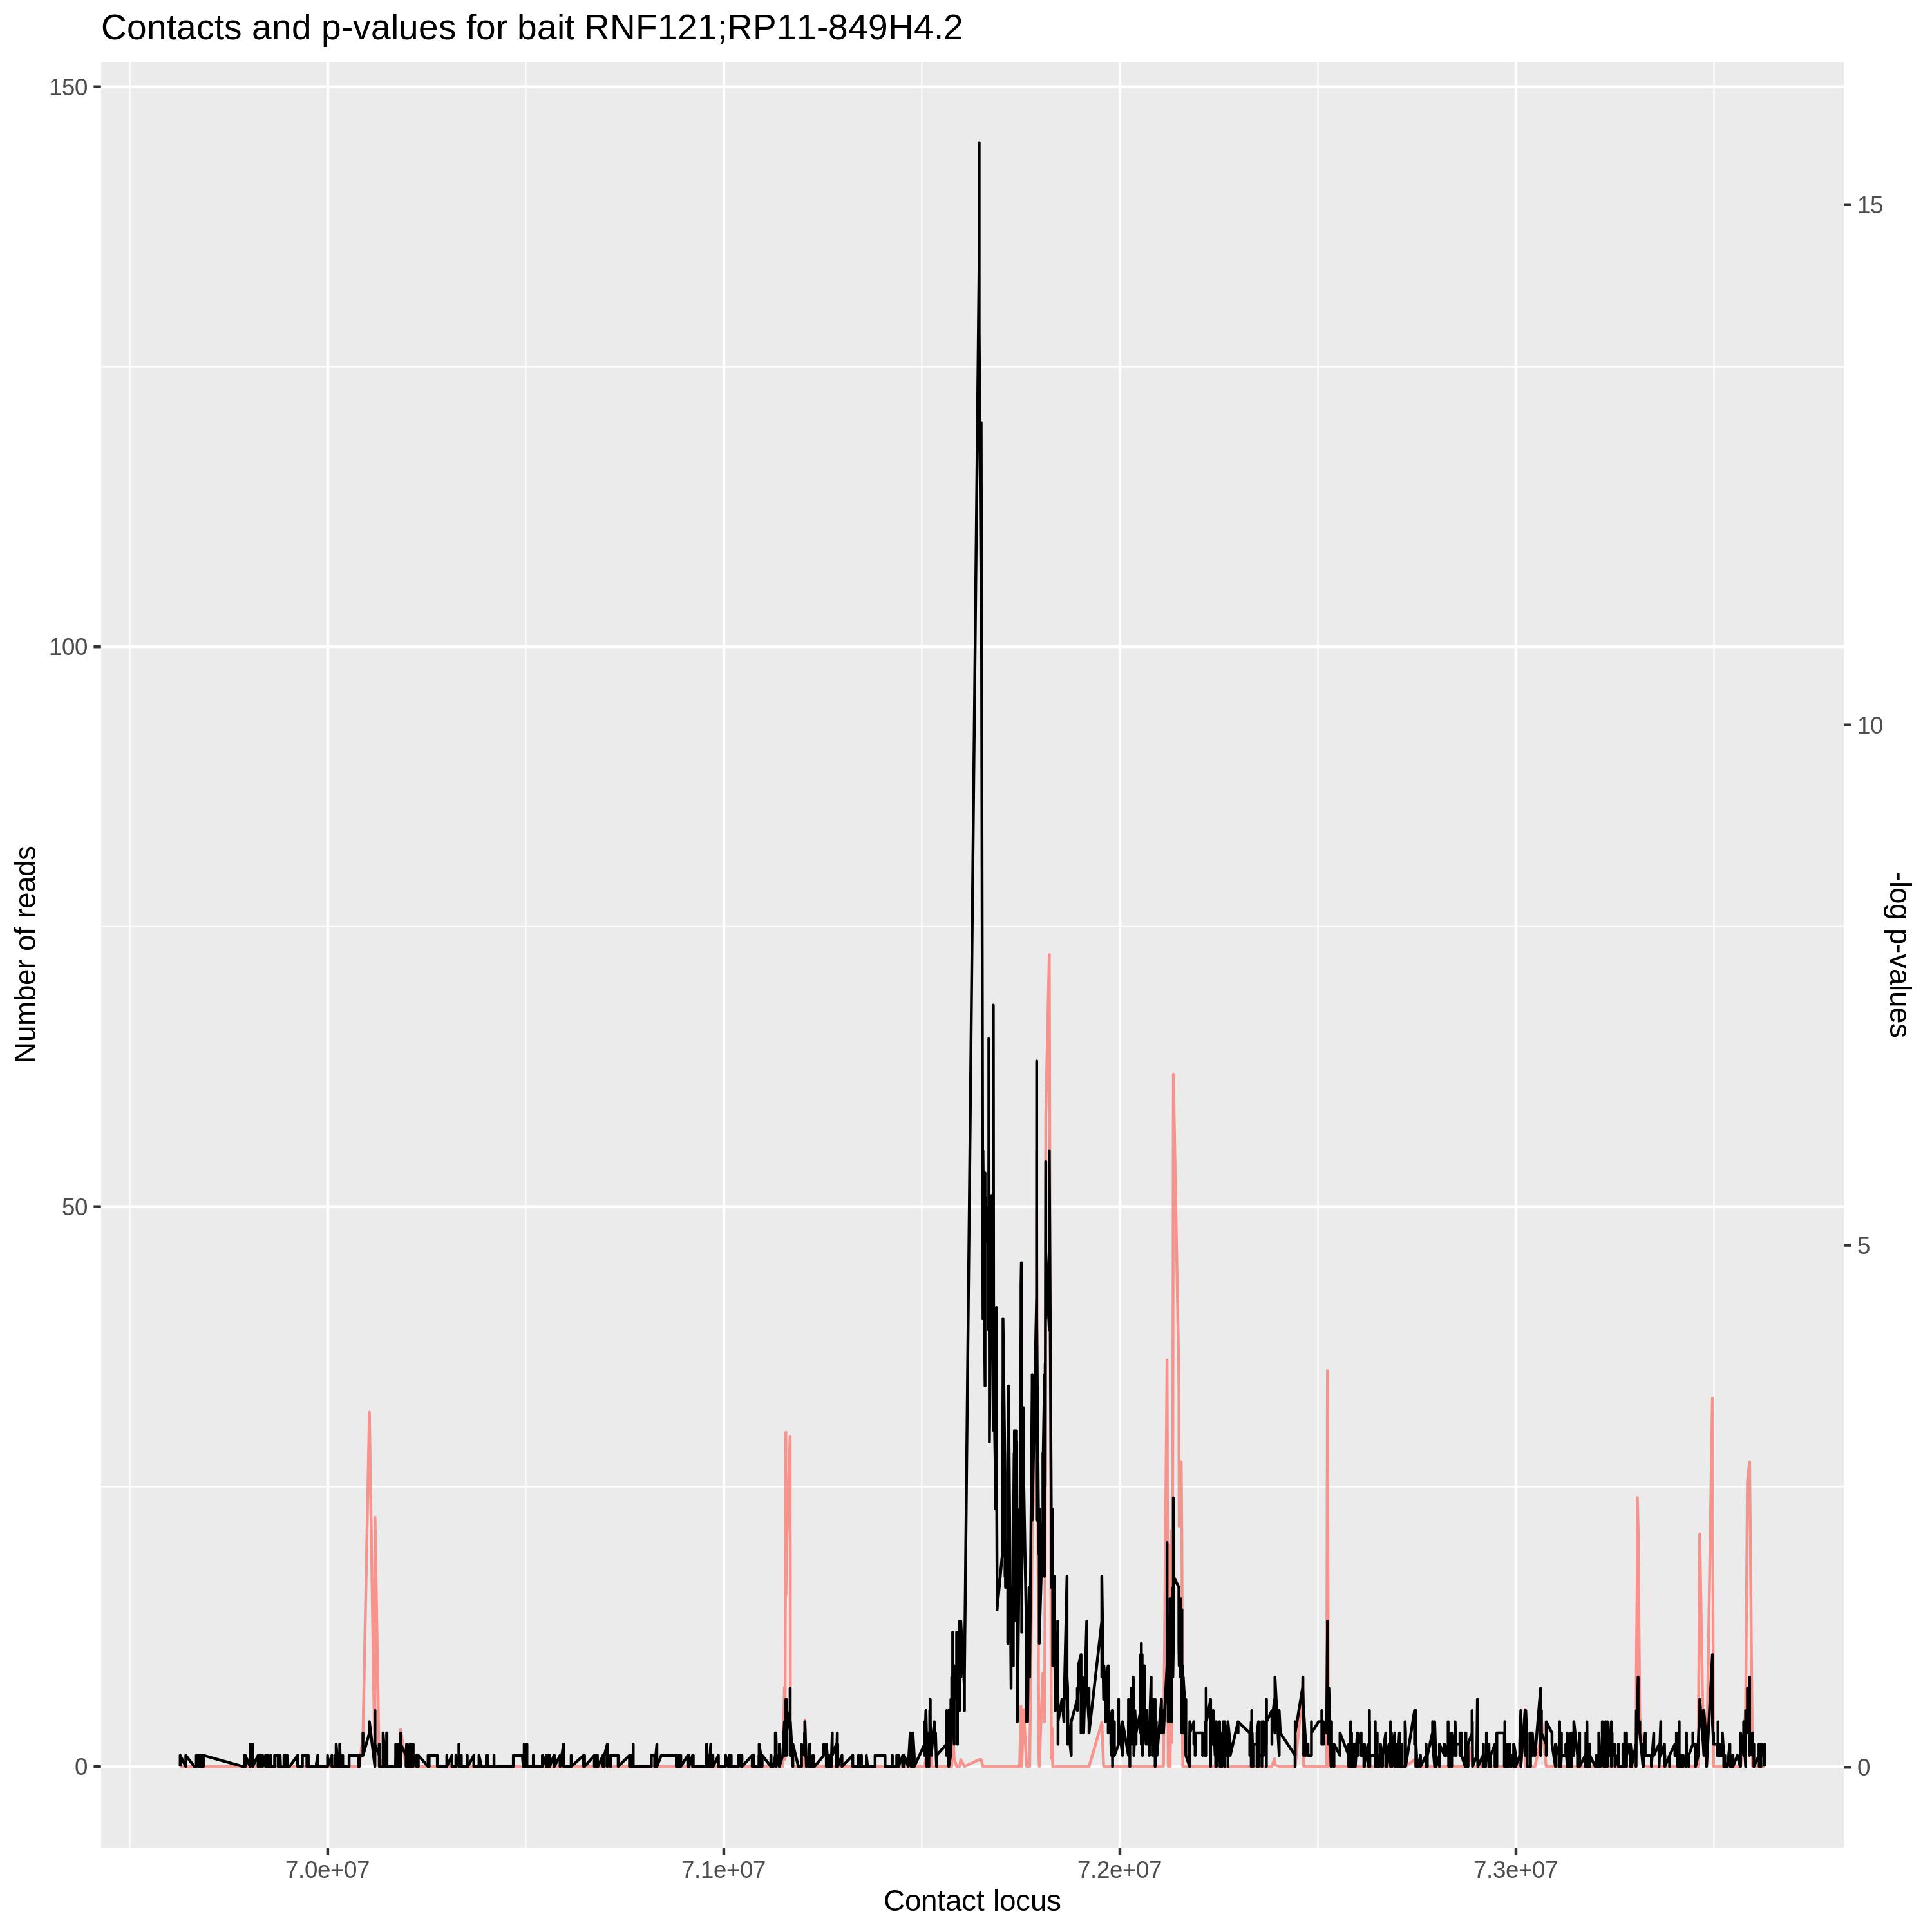 Contacts and p-values for bait RNF121;RP11-849H4.2
150
100
50
0
Number of reads
15
10
5
0
-log p-values
7.0e+07 7.1e+07 7.2e+07 7.3e+07
Contact locus